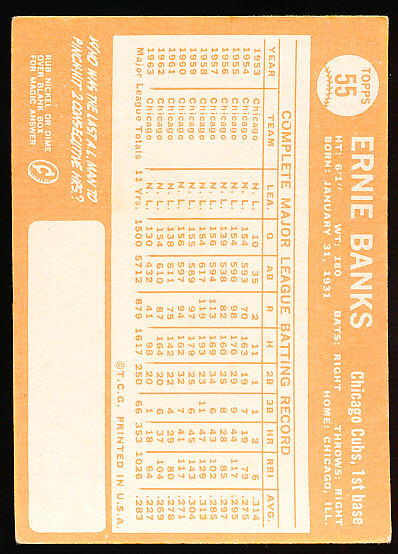 TOPPS
55
ERNIE BANKS
Chicago Cubs, 1st base
HT: 6'1" WT: 180 BATS: RIGHT THROWS: RIGHT
BORN: JANUARY 31, 1931 HOME: CHICAGO, ILL.
COMPLETE MAJOR LEAGUE BATTING RECORD
YEAR TEAM LEA. G AB R H 2B 3B HR RBI AVG.
1953 Chicago N. L. 10 35 3 11 1 1 2 6 .314
1954 Chicago N. L. 154 593 70 163 19 7 19 79 .275
1955 Chicago N. L. 154 596 98 176 29 9 44 117 .295
1956 Chicago N. L. 139 538 82 160 25 8 28 85 .297
1957 Chicago N. L. 156 594 113 169 34 6 43 102 .285
1958 Chicago N. L. 154 617 119 193 23 11 47 129 .313
1959 Chicago N. L. 155 589 97 179 25 6 45 143 .304
1960 Chicago N. L. 156 597 94 162 32 7 41 117 .271
1961 Chicago N. L. 138 511 75 142 22 4 29 80 .278
1962 Chicago N. L. 154 610 87 164 20 6 37 104 .269
1963 Chicago N. L. 130 432 41 98 20 1 18 64 .227
Major League Totals 11 Yrs. 1500 5712 879 1617 250 66 353 1026 .283
© T.C.G. PRINTED IN U.S.A.
WHO WAS THE LAST A.L. MAN TO
PINCH-HIT 3 CONSECUTIVE HRS?
RUB NICKEL OR DIME
OVER BLANK BOX
FOR MAGIC ANSWER